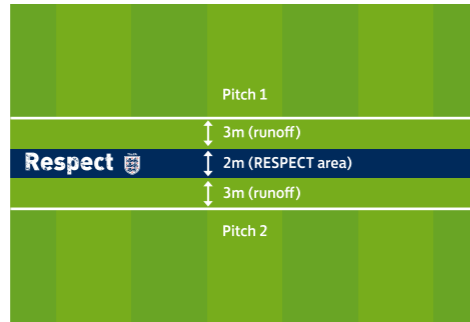 Pitch 1
3m (runoff)
Respect
2m (RESPECT area)
3m (runoff)
Pitch 2